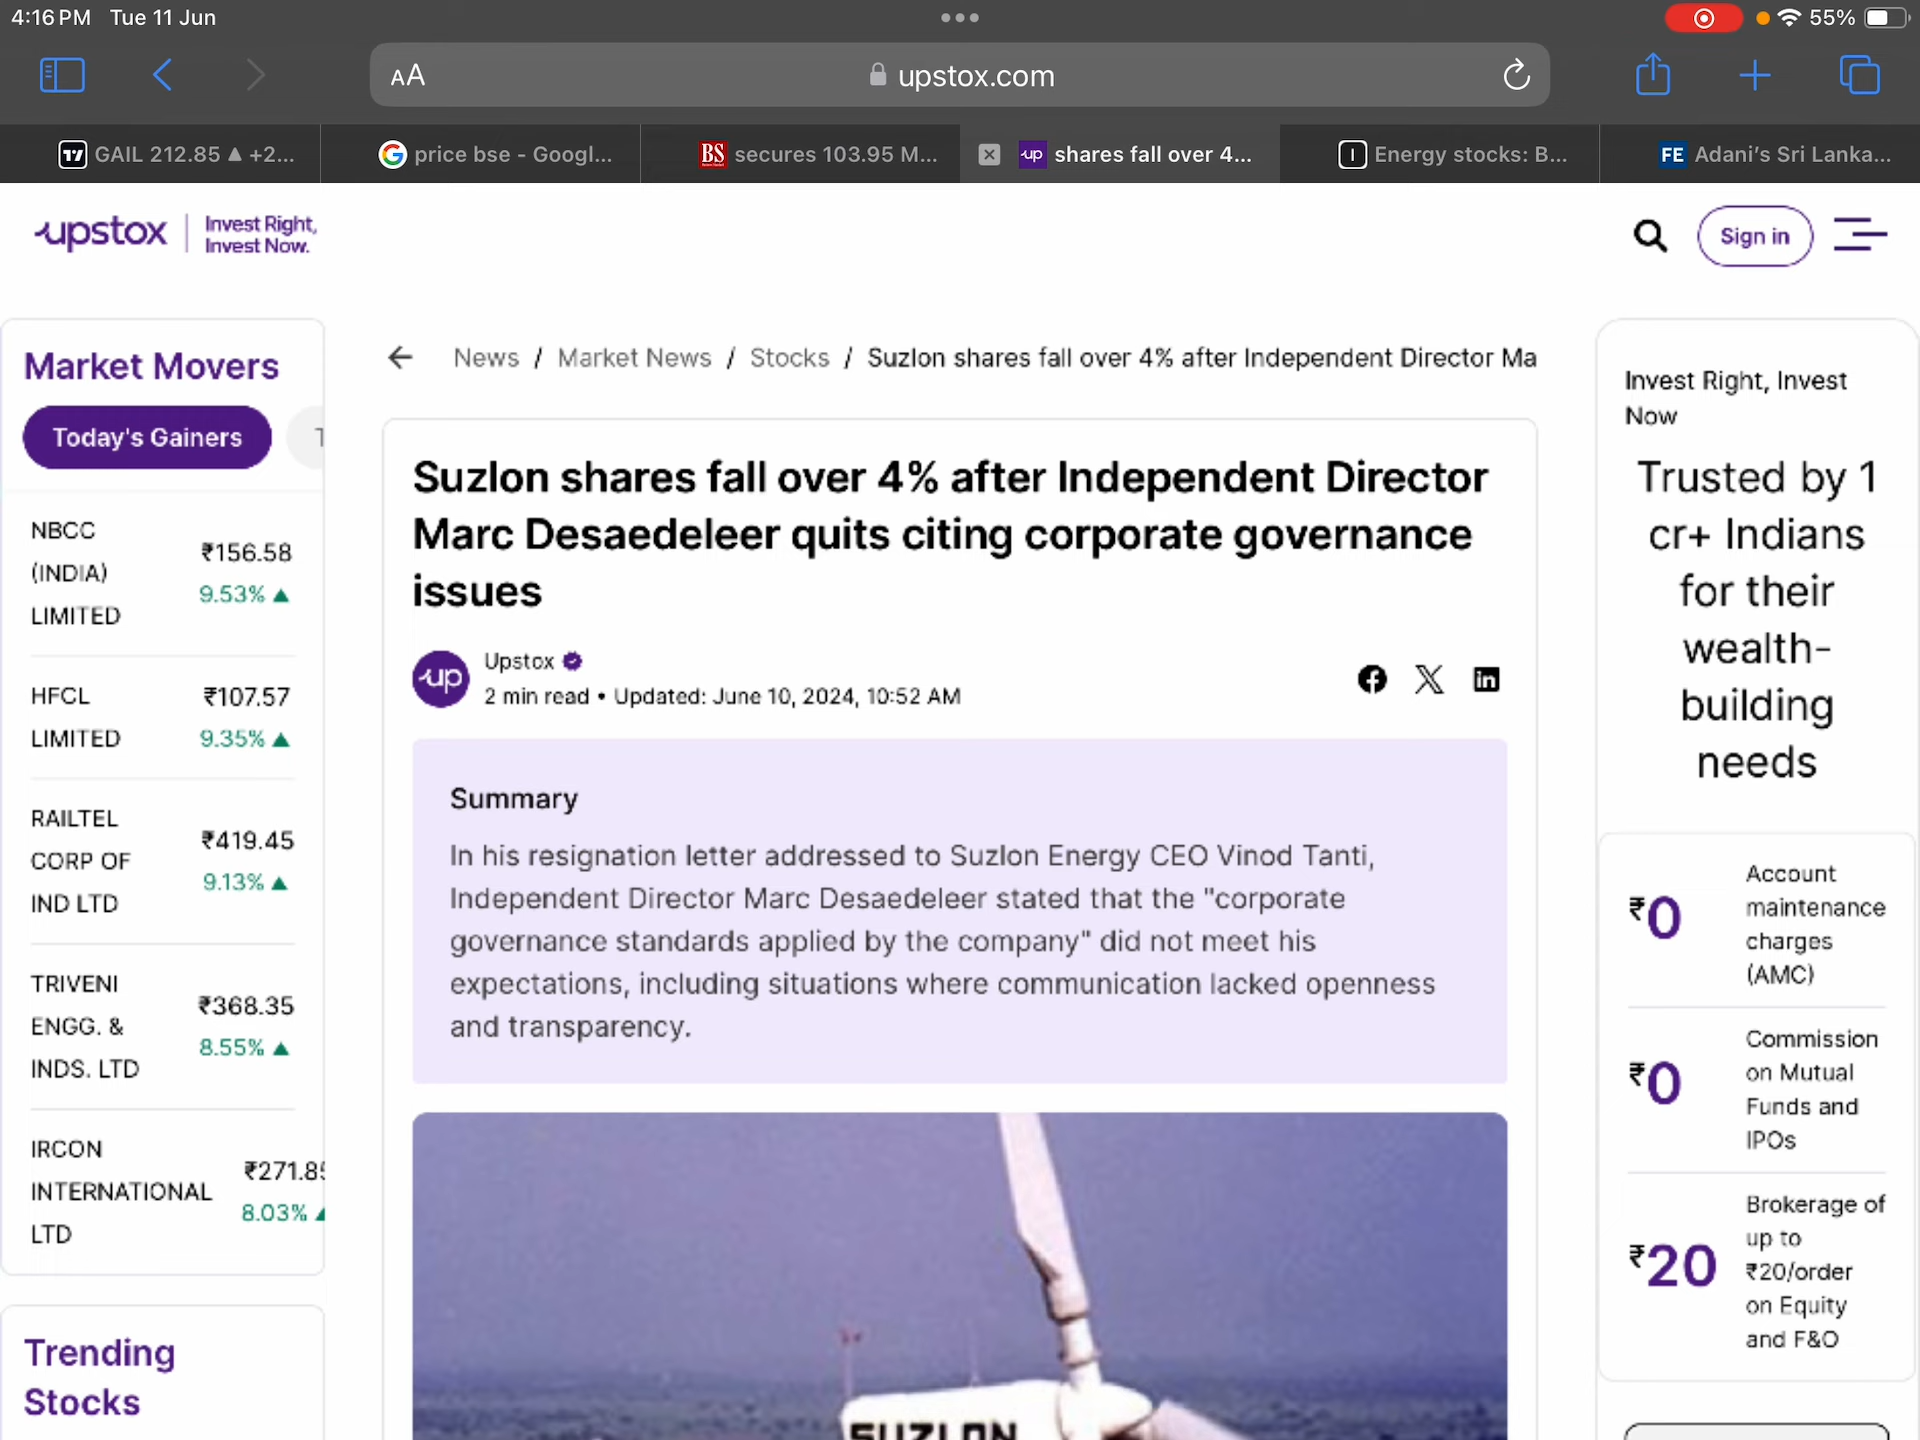 4:16 PM Tue 11 Jun
55%
AA
upstox.com
GAIL 212.85 ▲ +2...
price bse - Googl...
BS secures 103.95 M...
up shares fall over 4...
I Energy stocks: B...
FE Adani's Sri Lanka...
upstox
Invest Right,
Invest Now.
Sign in
Market Movers
Today's Gainers
T
NBCC
(INDIA)
LIMITED
₹156.58
9.53% ▲
HFCL
LIMITED
₹107.57
9.35% ▲
RAILTEL
CORP OF
IND LTD
₹419.45
9.13% ▲
TRIVENI
ENGG. &
INDS. LTD
₹368.35
8.55% ▲
IRCON
INTERNATIONAL
LTD
₹271.85
8.03% ▲
Trending
Stocks
News / Market News / Stocks / Suzlon shares fall over 4% after Independent Director Ma
Suzlon shares fall over 4% after Independent Director
Marc Desaedeleer quits citing corporate governance
issues
up
Upstox
2 min read • Updated: June 10, 2024, 10:52 AM
Summary
In his resignation letter addressed to Suzlon Energy CEO Vinod Tanti,
Independent Director Marc Desaedeleer stated that the "corporate
governance standards applied by the company" did not meet his
expectations, including situations where communication lacked openness
and transparency.
SUZLON
Invest Right, Invest
Now
Trusted by 1
cr+ Indians
for their
wealth-
building
needs
₹0
Account
maintenance
charges
(AMC)
₹0
Commission
on Mutual
Funds and
IPOs
₹20
Brokerage of
up to
₹20/order
on Equity
and F&O